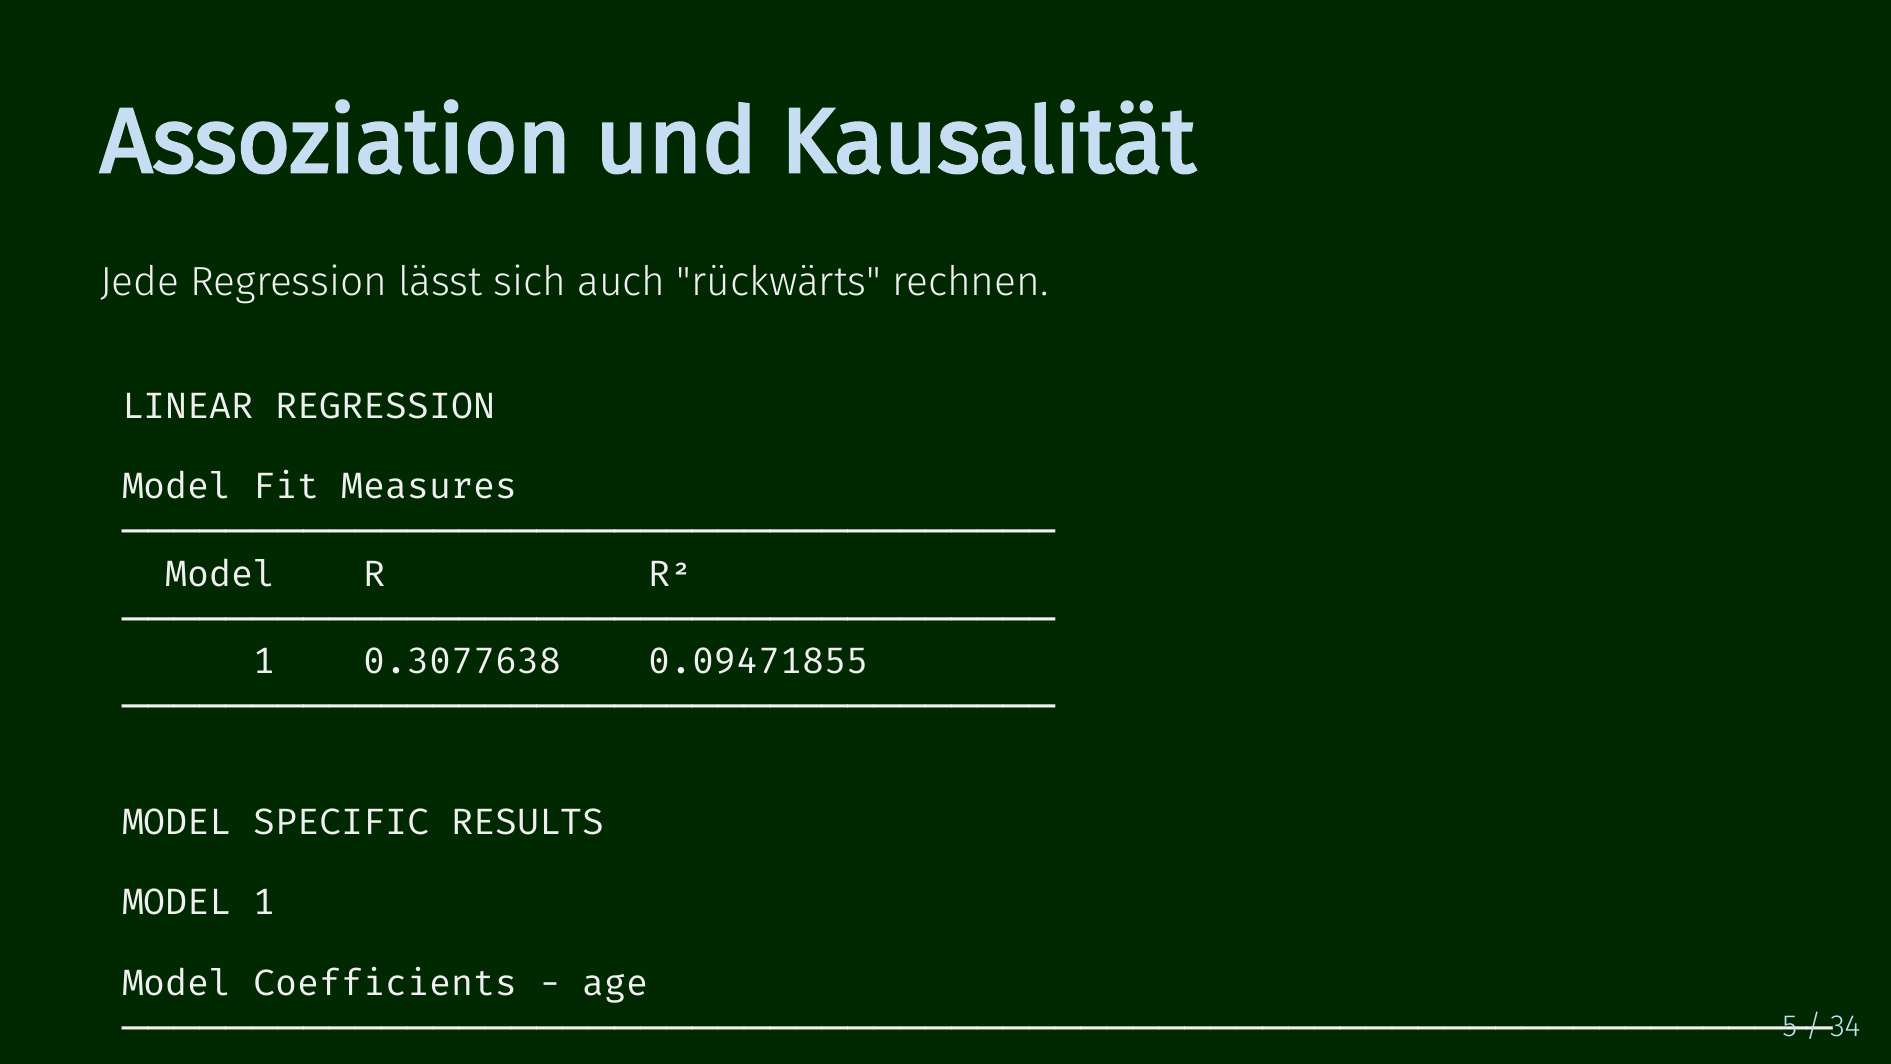 Assoziation und Kausalität
Jede Regression lässt sich auch "rückwärts" rechnen.
LINEAR REGRESSION
Model Fit Measures
Model R R²
1 0.3077638 0.09471855
MODEL SPECIFIC RESULTS
MODEL 1
Model Coefficients - age
5 / 34